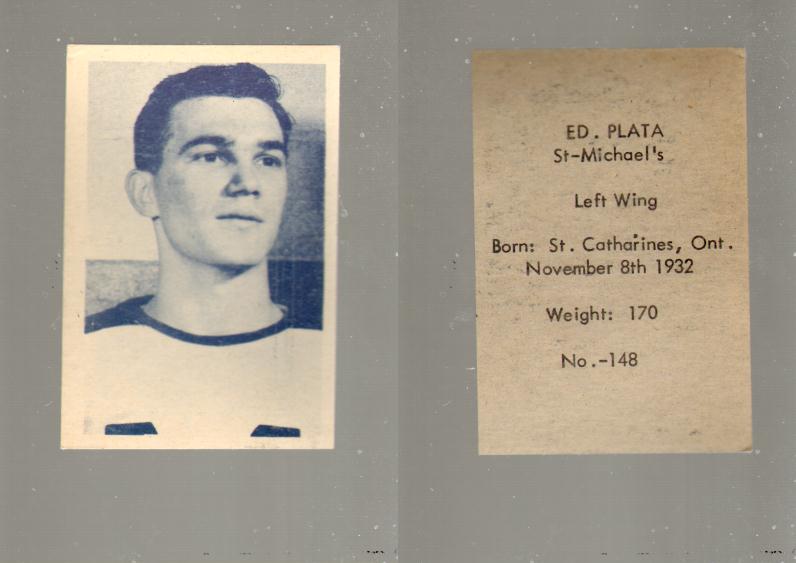 ED. PLATA
St-Michael's
Left Wing
Born: St. Catharines, Ont.
November 8th 1932
Weight: 170
No.-148